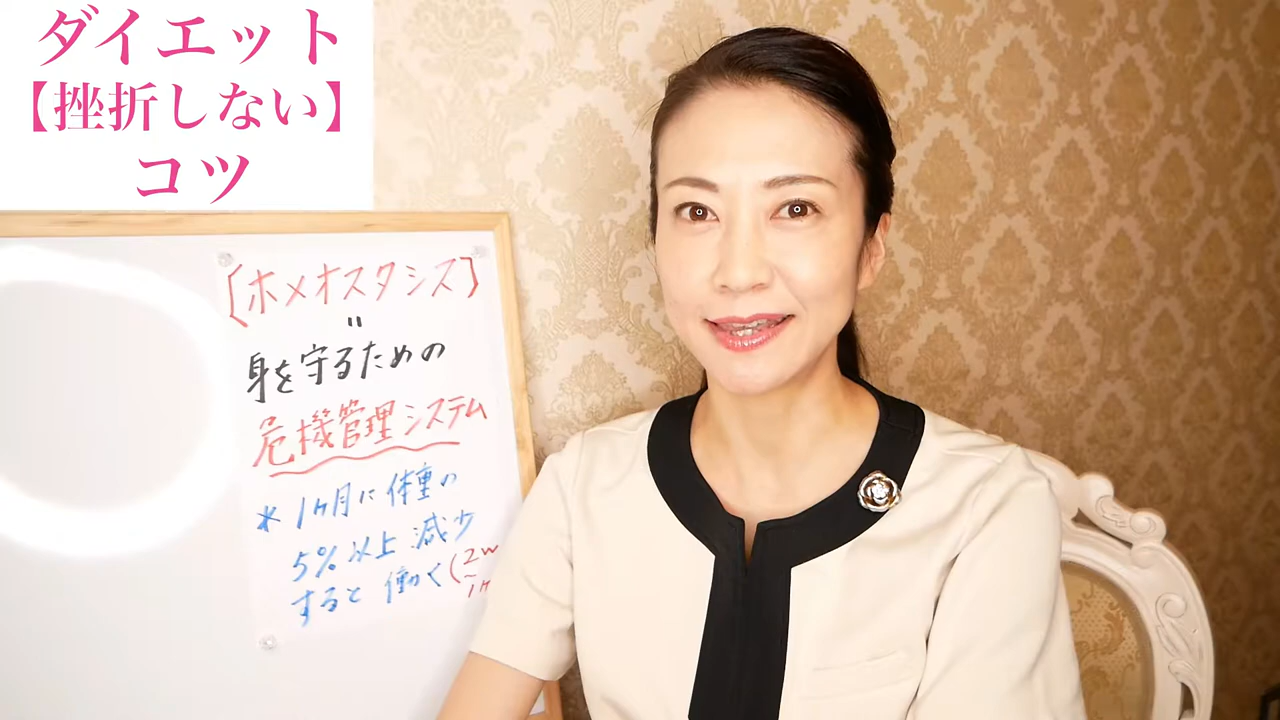 ダイエット
【挫折しない】
コツ
［ホメオスタシス］
＝
身を守るための
危機管理システム
＊1ヶ月に体重の
5%以上減少
すると働く(2w
～